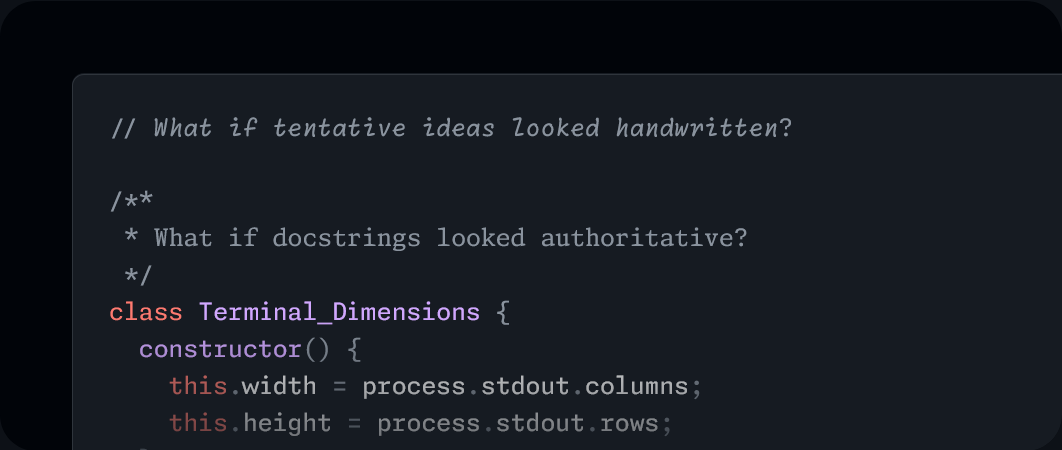 // What if tentative ideas looked handwritten?
/**
 * What if docstrings looked authoritative?
 */
class Terminal_Dimensions {
  constructor() {
    this.width = process.stdout.columns;
    this.height = process.stdout.rows;